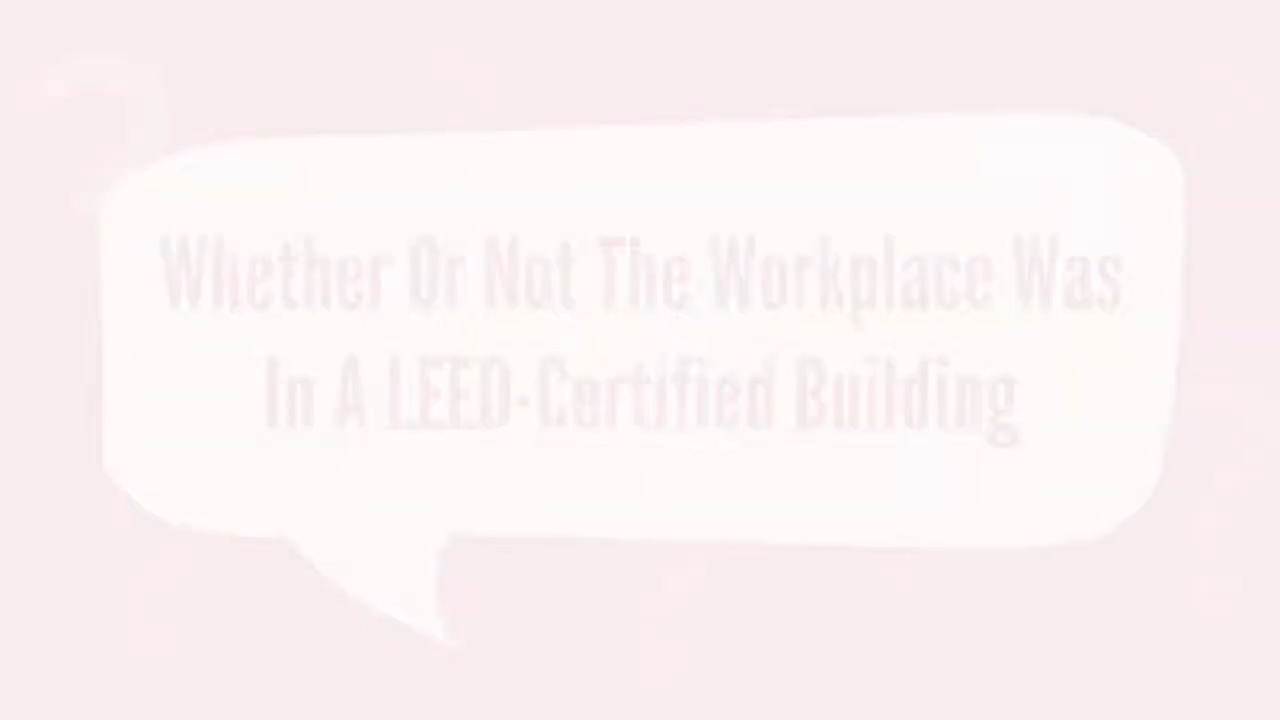 Whether Or Not The Workplace Was
In A LEED-Certified Building